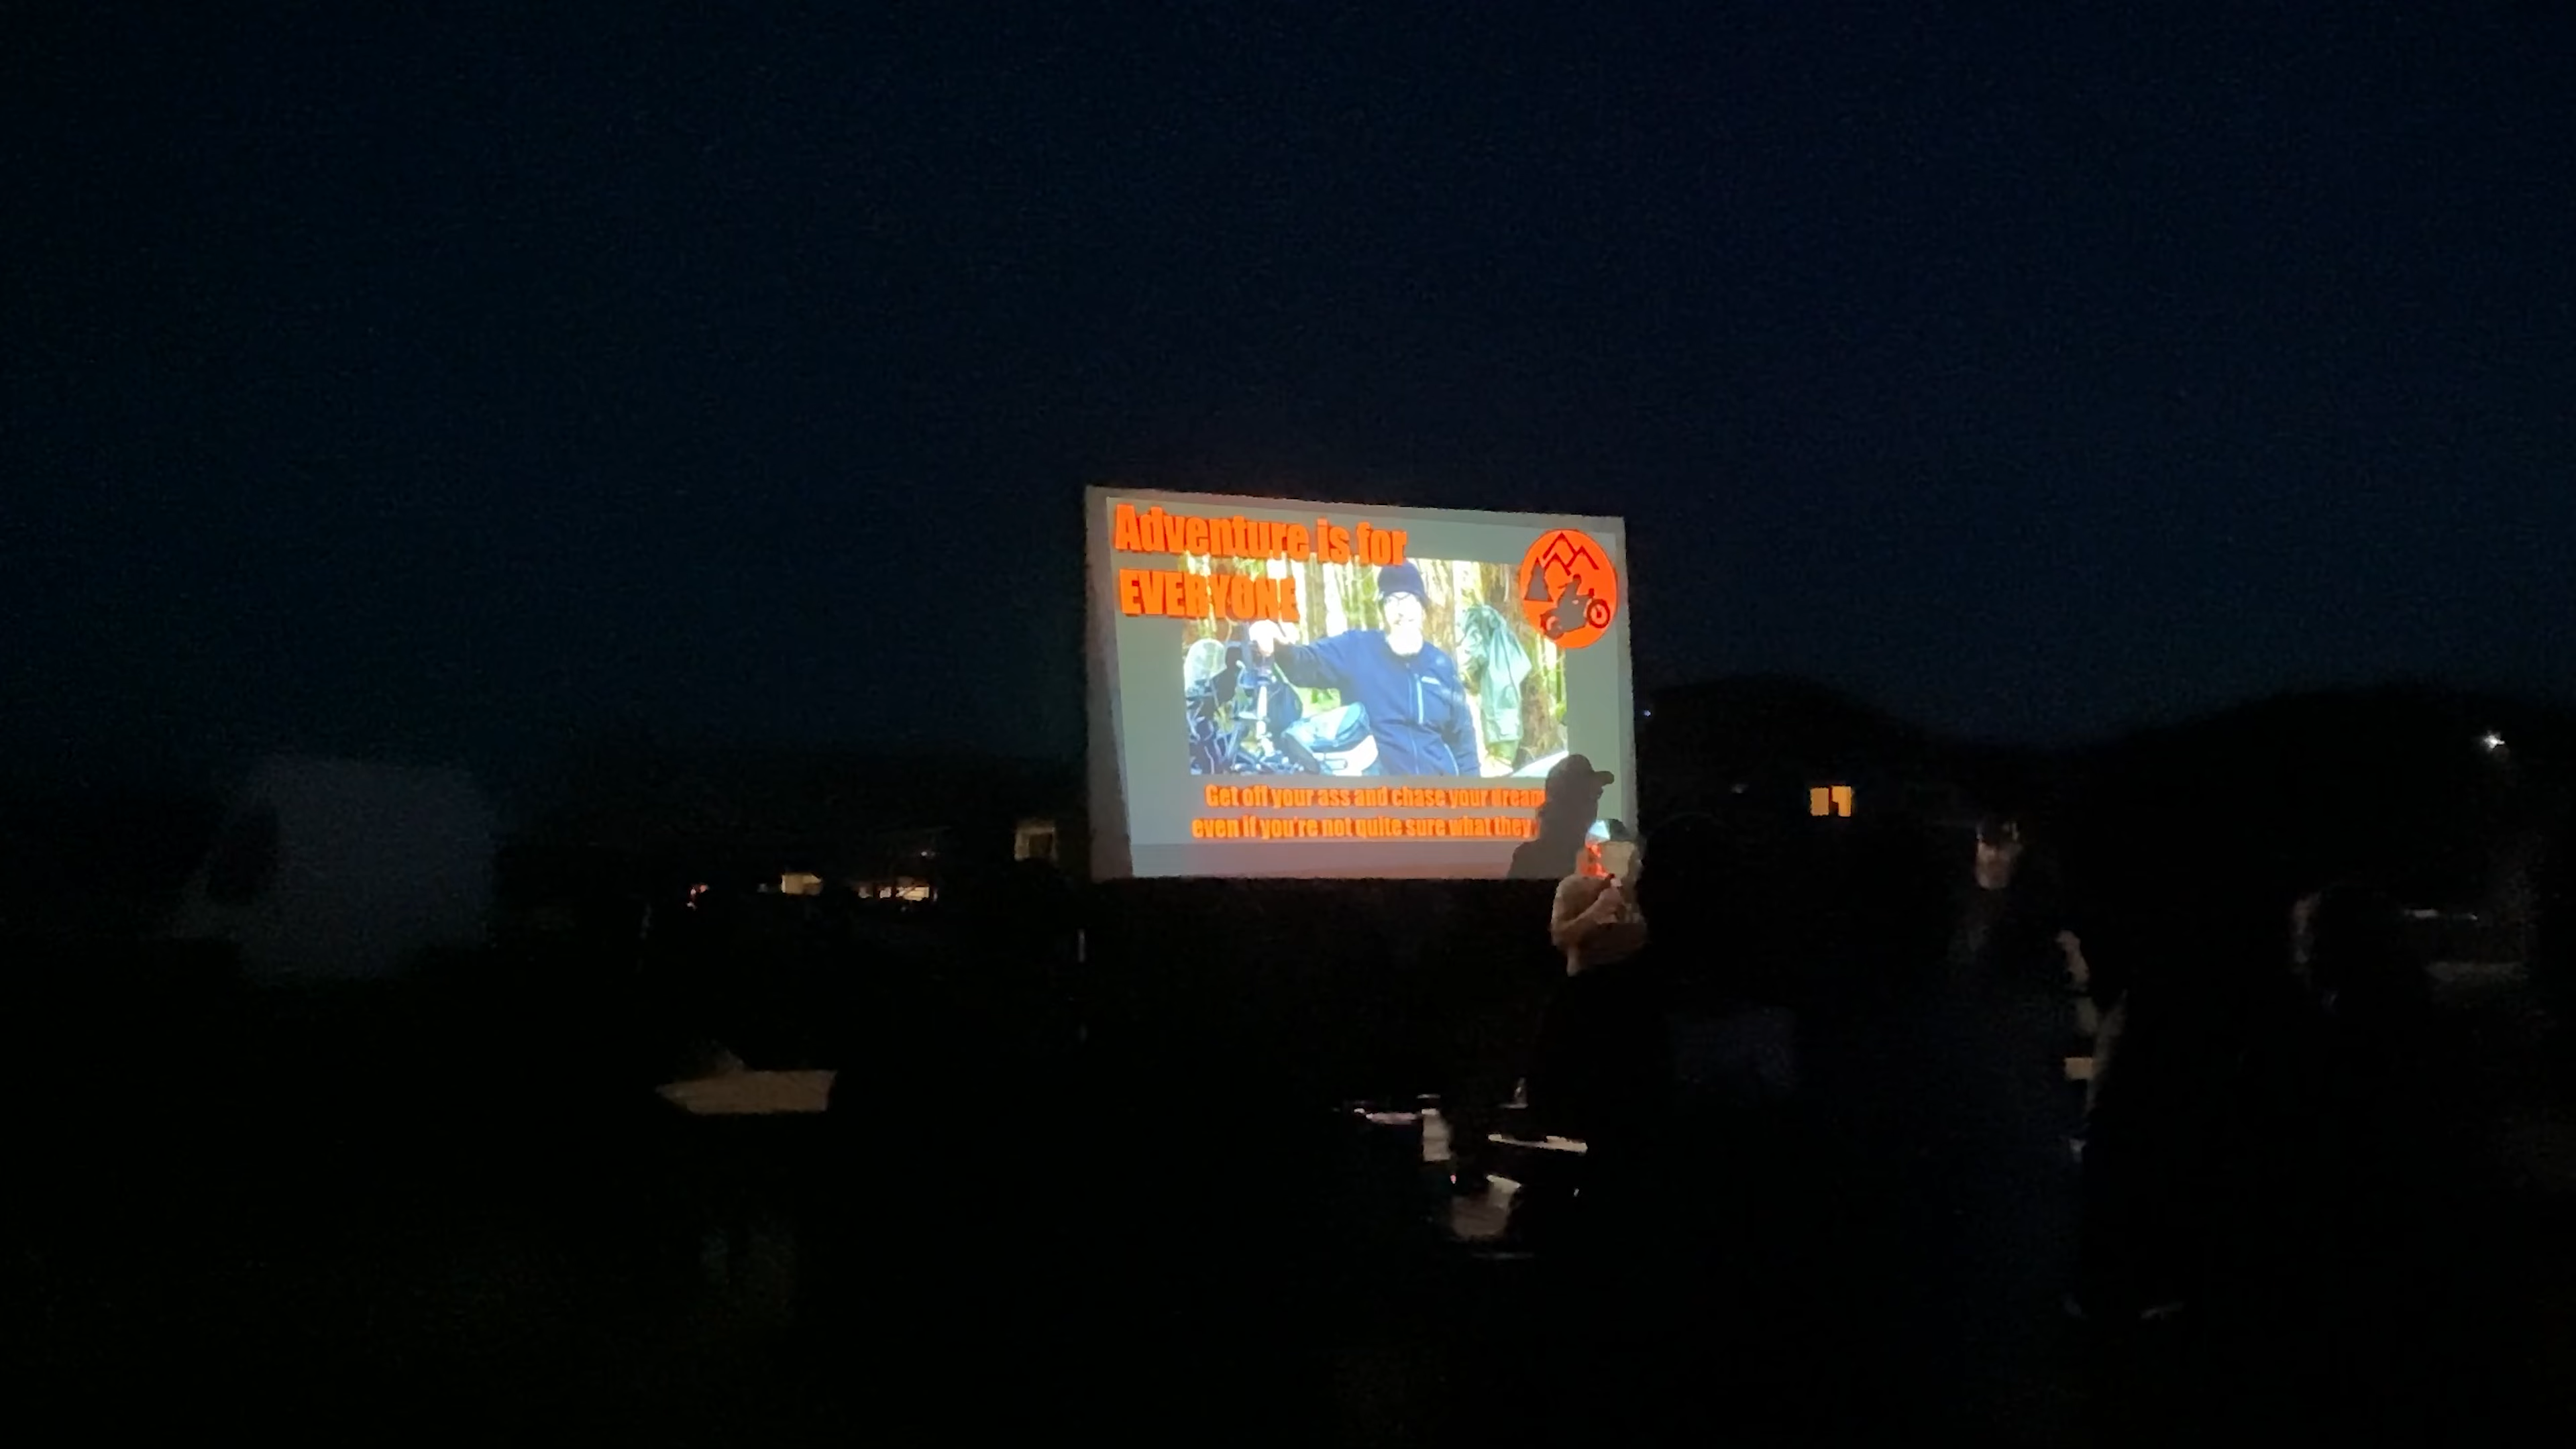 Adventure is for
EVERYONE
Get off your ass and chase your dream
even if you're not quite sure what they